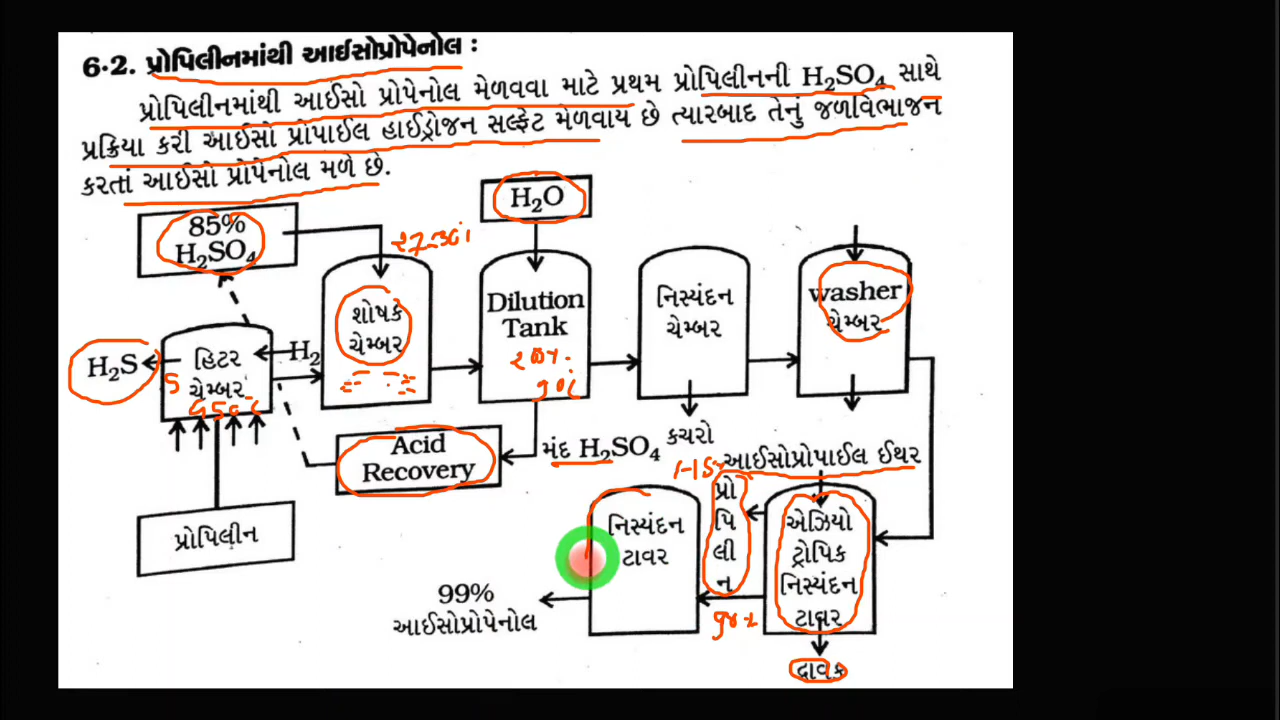 6·2. પ્રોપિલીનમાંથી આઈસોપ્રોપેનોલ :
પ્રોપિલીનમાંથી આઈસો પ્રોપેનોલ મેળવવા માટે પ્રથમ પ્રોપિલીનની H₂SO₄ સાથે
પ્રક્રિયા કરી આઈસો પ્રોપાઈલ હાઈડ્રોજન સલ્ફેટ મેળવાય છે ત્યારબાદ તેનું જળવિભાજન
કરતાં આઈસો પ્રોપેનોલ મળે છે.
H₂O
85%
H₂SO₄
શોષક
ચેમ્બર
Dilution
Tank
નિસ્યંદન
ચેમ્બર
washer
ચેમ્બર
H₂S
હિટર
ચેમ્બર
H₂
Acid
Recovery
મંદ H₂SO₄
કચરો
આઈસોપ્રોપાઈલ ઈથર
પ્રોપિલીન
નિસ્યંદન
ટાવર
પ્રોપિલીન
એઝિયો
ટ્રોપિક
નિસ્યંદન
ટાવર
99%
આઈસોપ્રોપેનોલ
દ્રાવક